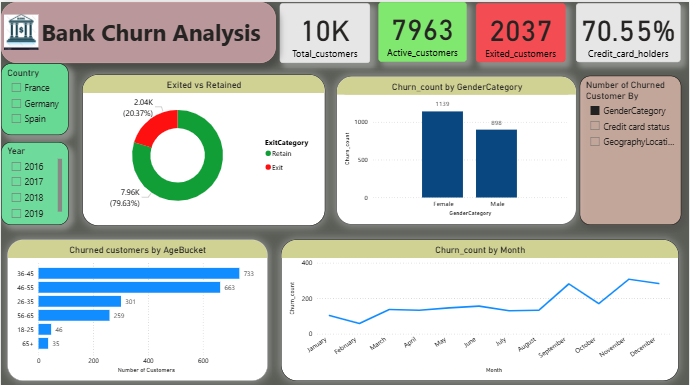 Bank Churn Analysis
10K
Total_customers
7963
Active_customers
2037
Exited_customers
70.55%
Credit_card_holders
Country
France
Germany
Spain
Year
2016
2017
2018
2019
Exited vs Retained
2.04K
(20.37%)
7.96K
(79.63%)
ExitCategory
Retain
Exit
Churn_count by GenderCategory
Churn_count
1000
500
0
1139
898
Female
Male
GenderCategory
Number of Churned
Customer By
GenderCategory
Credit card status
GeographyLocati...
Churned customers by AgeBucket
36-45
733
46-55
663
26-35
301
56-65
259
18-25
46
65+
35
0
200
400
600
Number of Customers
Churn_count by Month
Churn_count
400
200
0
January
February
March
April
May
June
July
August
September
October
November
December
Month